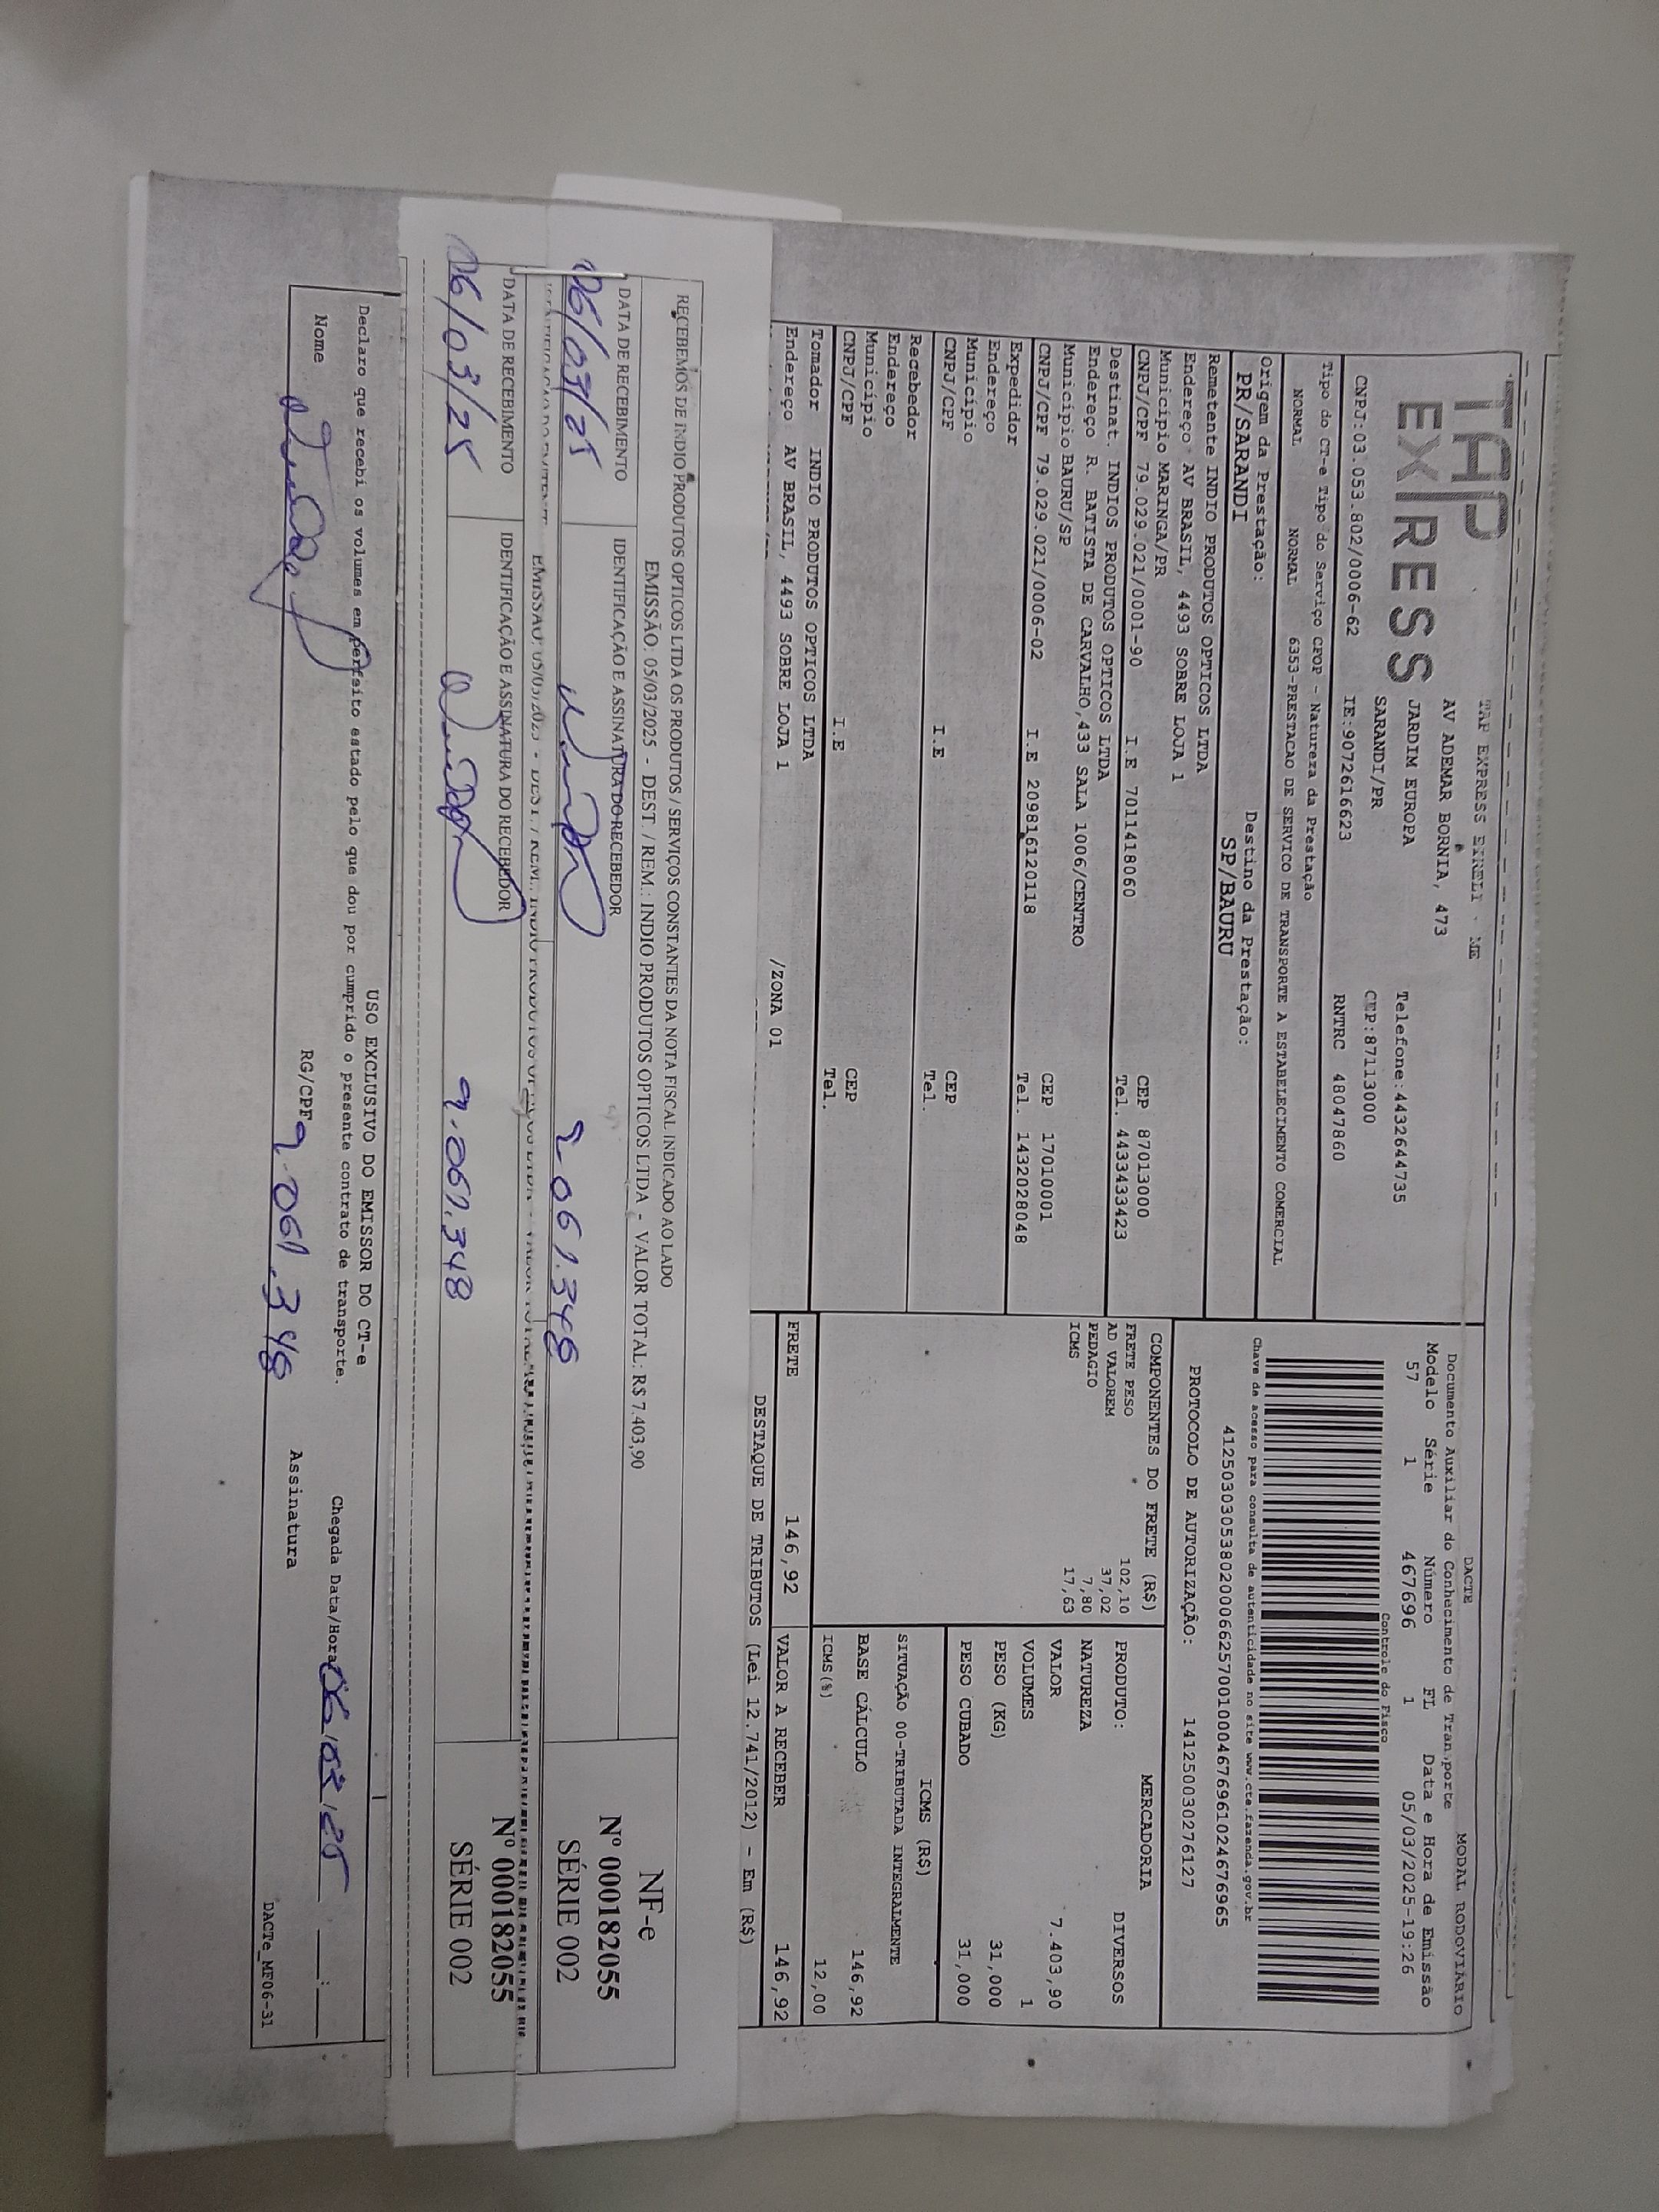 TAP
EXPRESS
TAP EXPRESS EIRELI - ME
AV ADEMAR BORNIA, 473
JARDIM EUROPA
SARANDI/PR
Telefone:4432644735
CEP:87113000
CNPJ:03.053.802/0006-62 IE:9072616623 RNTRC 48047860
DACTE
MODAL RODOVIÁRIO
Documento Auxiliar do Conhecimento de Transporte
Modelo Série Número FL Data e Hora de Emissão
57 1 467696 1 05/03/2025-19:26
Controle do Fisco
Chave de acesso para consulta de autenticidade no site www.cte.fazenda.gov.br
41250303053802000662570010004676961024676965
PROTOCOLO DE AUTORIZAÇÃO: 141250030276127
Tipo do CT-e Tipo do Serviço CFOP - Natureza da Prestação
NORMAL NORMAL 6353-PRESTACAO DE SERVICO DE TRANSPORTE A ESTABELECIMENTO COMERCIAL
Origem da Prestação: Destino da Prestação:
PR/SARANDI SP/BAURU
Remetente INDIO PRODUTOS OPTICOS LTDA
Endereço AV BRASIL, 4493 SOBRE LOJA 1
Municipio MARINGA/PR CEP 87013000
CNPJ/CPF 79.029.021/0001-90 I.E 7011418060 Tel. 4433433423
Destinat. INDIOS PRODUTOS OPTICOS LTDA
Endereço R. BATISTA DE CARVALHO,433 SALA 1006/CENTRO
Município BAURU/SP CEP 17010001
CNPJ/CPF 79.029.021/0006-02 I.E 209816120118 Tel. 1432028048
Expedidor
Endereço
Município CEP
CNPJ/CPF I.E Tel.
Recebedor
Endereço
Município CEP
CNPJ/CPF I.E Tel.
Tomador INDIO PRODUTOS OPTICOS LTDA
Endereço AV BRASIL, 4493 SOBRE LOJA 1 /ZONA 01
COMPONENTES DO FRETE (R$)
FRETE PESO 102,10
AD VALOREM 37,02
PEDAGIO 7,80
ICMS 17,63
MERCADORIA
PRODUTO: DIVERSOS
NATUREZA
VALOR 7.403,90
VOLUMES 1
PESO (KG) 31,000
PESO CUBADO 31,000
ICMS (R$)
SITUAÇÃO 00-TRIBUTADA INTEGRALMENTE
BASE CÁLCULO 146,92
ICMS(%) 12,00
FRETE 146,92 VALOR A RECEBER 146,92
DESTAQUE DE TRIBUTOS (Lei 12.741/2012) - Em (R$)
RECEBEMOS DE INDIO PRODUTOS OPTICOS LTDA OS PRODUTOS / SERVIÇOS CONSTANTES DA NOTA FISCAL INDICADO AO LADO
EMISSÃO: 05/03/2025 - DEST. / REM.: INDIO PRODUTOS OPTICOS LTDA - VALOR TOTAL: R$ 7.403,90
DATA DE RECEBIMENTO IDENTIFICAÇÃO E ASSINATURA DO RECEBEDOR
06/03/25 9.061.348
NF-e
Nº 000182055
SÉRIE 002
DATA DE RECEBIMENTO IDENTIFICAÇÃO E ASSINATURA DO RECEBEDOR
06/03/25 9.061.348
Nº 000182055
SÉRIE 002
USO EXCLUSIVO DO EMISSOR DO CT-e
Declaro que recebi os volumes em perfeito estado pelo que dou por cumprido o presente contrato de transporte.
Chegada Data/Hora 06/03/25 __:__
Nome RG/CPF 9.061.348 Assinatura
DACTe_MF06-31